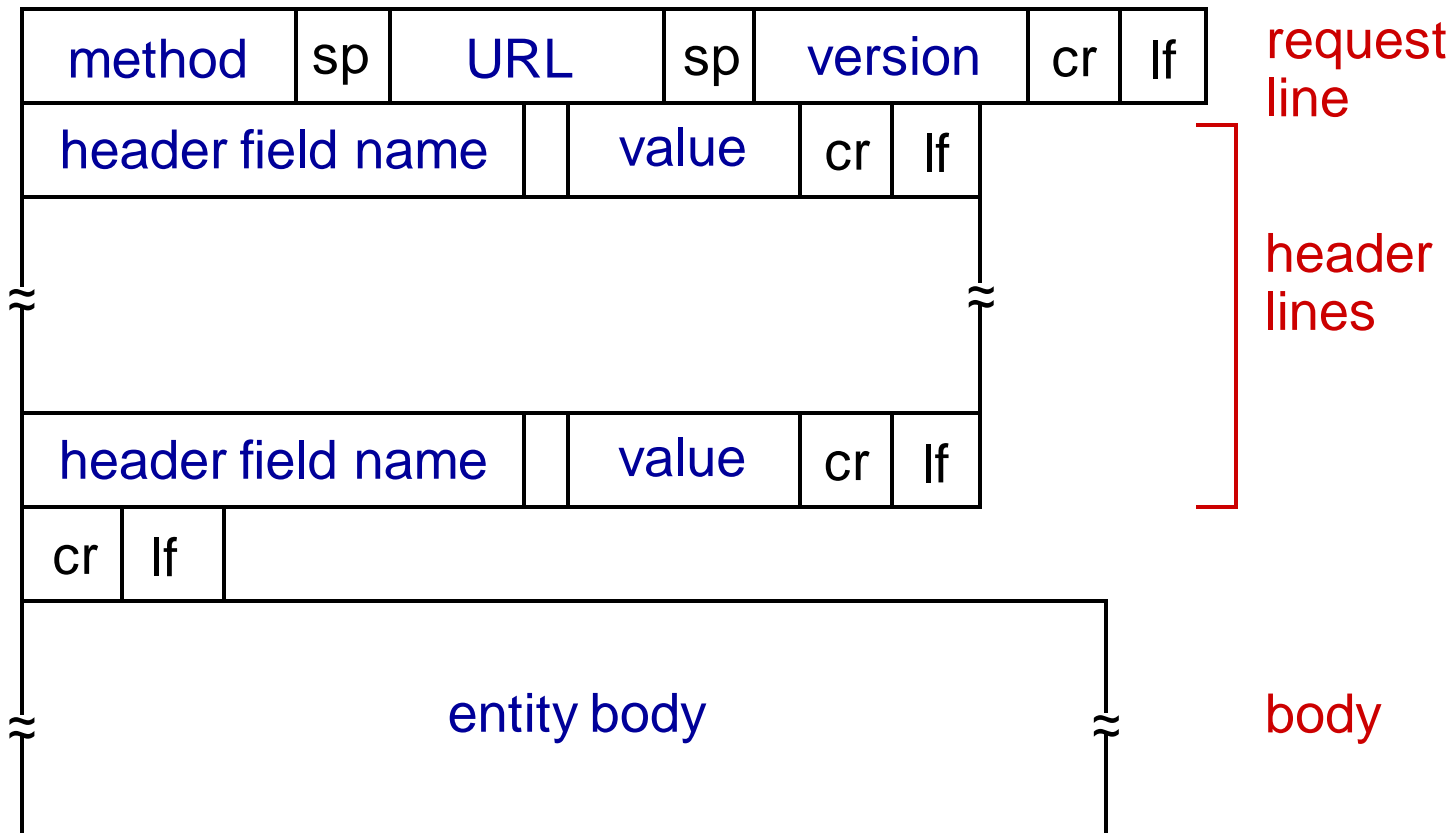 method sp URL sp version cr lf
request
line
header field name value cr lf
header
lines
header field name value cr lf
cr lf
entity body
body